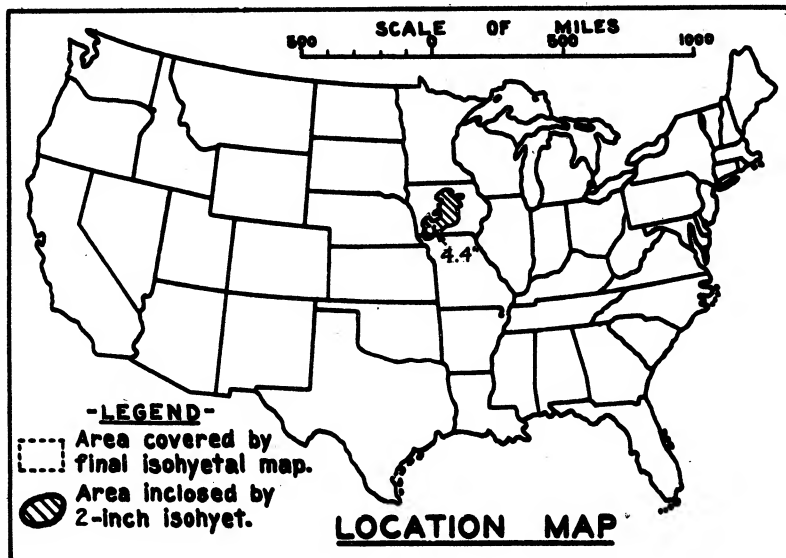 SCALE OF MILES
500 0 500 1000
4.4"
-LEGEND-
Area covered by
final isohyetal map.
Area inclosed by
2-inch isohyet.
LOCATION MAP